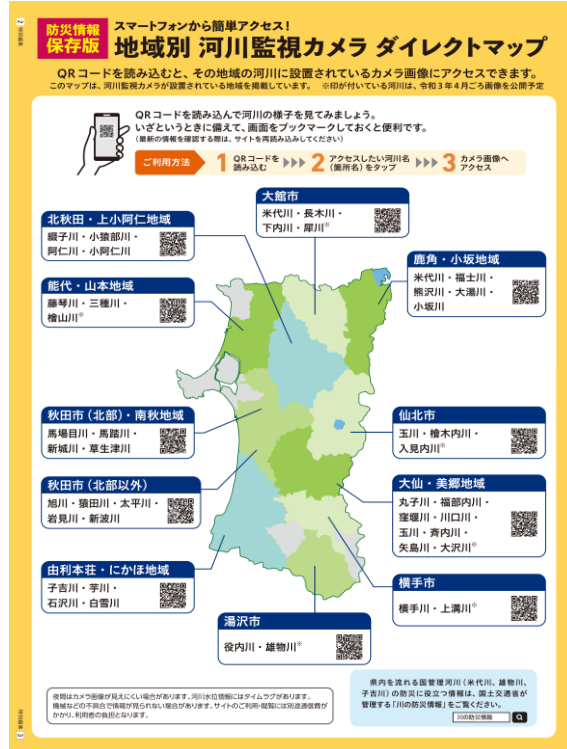 2 特別編集
防災情報
保存版
スマートフォンから簡単アクセス！
地域別 河川監視カメラ ダイレクトマップ
QRコードを読み込むと、その地域の河川に設置されているカメラ画像にアクセスできます。
このマップは、河川監視カメラが設置されている地域を掲載しています。 ※印が付いている河川は、令和３年４月ごろ画像を公開予定
QRコードを読み込んで河川の様子を見てみましょう。
いざというときに備えて、画面をブックマークしておくと便利です。
（最新の情報を確認する際は、サイトを再読み込みしてください）
ご利用方法
1 QRコードを
読み込む
2 アクセスしたい河川名
（箇所名）をタップ
3 カメラ画像へ
アクセス
大館市
米代川・長木川・
下内川・犀川※
北秋田・上小阿仁地域
綴子川・小猿部川・
阿仁川・小阿仁川
鹿角・小坂地域
米代川・福士川・
熊沢川・大湯川・
小坂川
能代・山本地域
藤琴川・三種川・
檜山川※
秋田市（北部）・南秋地域
馬場目川・馬踏川・
新城川・草生津川
仙北市
玉川・檜木内川・
入見内川※
秋田市（北部以外）
旭川・猿田川・太平川・
岩見川・新波川
大仙・美郷地域
丸子川・福部内川・
窪堰川・川口川・
玉川・斉内川・
矢島川・大沢川※
由利本荘・にかほ地域
子吉川・芋川・
石沢川・白雪川
横手市
横手川・上溝川※
湯沢市
役内川・雄物川※
夜間はカメラ画像が見えにくい場合があります。河川水位情報にはタイムラグがあります。
機械などの不具合で情報が見られない場合があります。サイトのご利用・閲覧には別途通信費が
かかり、利用者の負担となります。
県内を流れる国管理河川（米代川、雄物川、
子吉川）の防災に役立つ情報は、国土交通省が
管理する「川の防災情報」をご覧ください。
川の防災情報
特別編集 3